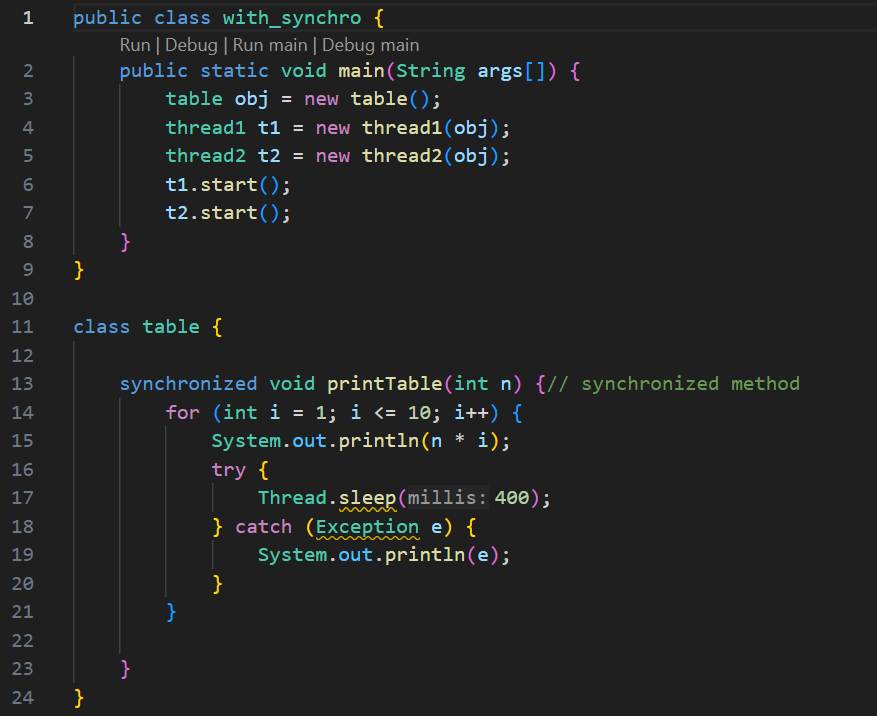 1 public class with_synchro {
Run | Debug | Run main | Debug main
2 public static void main(String args[]) {
3 table obj = new table();
4 thread1 t1 = new thread1(obj);
5 thread2 t2 = new thread2(obj);
6 t1.start();
7 t2.start();
8 }
9 }
10
11 class table {
12
13 synchronized void printTable(int n) {// synchronized method
14 for (int i = 1; i <= 10; i++) {
15 System.out.println(n * i);
16 try {
17 Thread.sleep(millis: 400);
18 } catch (Exception e) {
19 System.out.println(e);
20 }
21 }
22
23 }
24 }